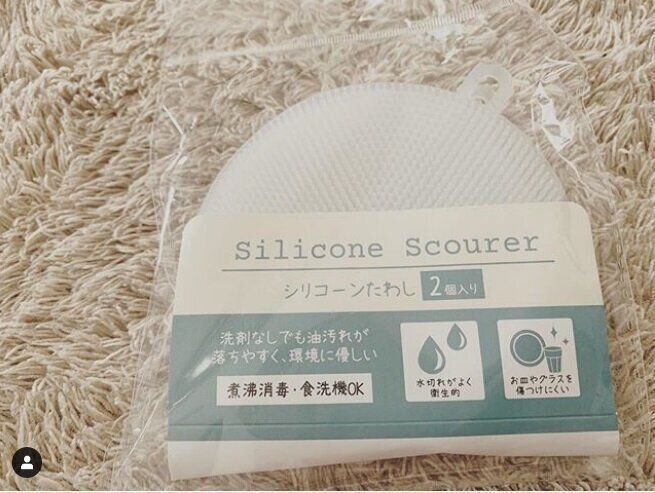 Silicone Scourer
シリコーンたわし 2個入り
洗剤なしでも油汚れが
落ちやすく、環境に優しい
煮沸消毒・食洗機OK
水切れがよく
衛生的
お皿やグラスを
傷つけにくい